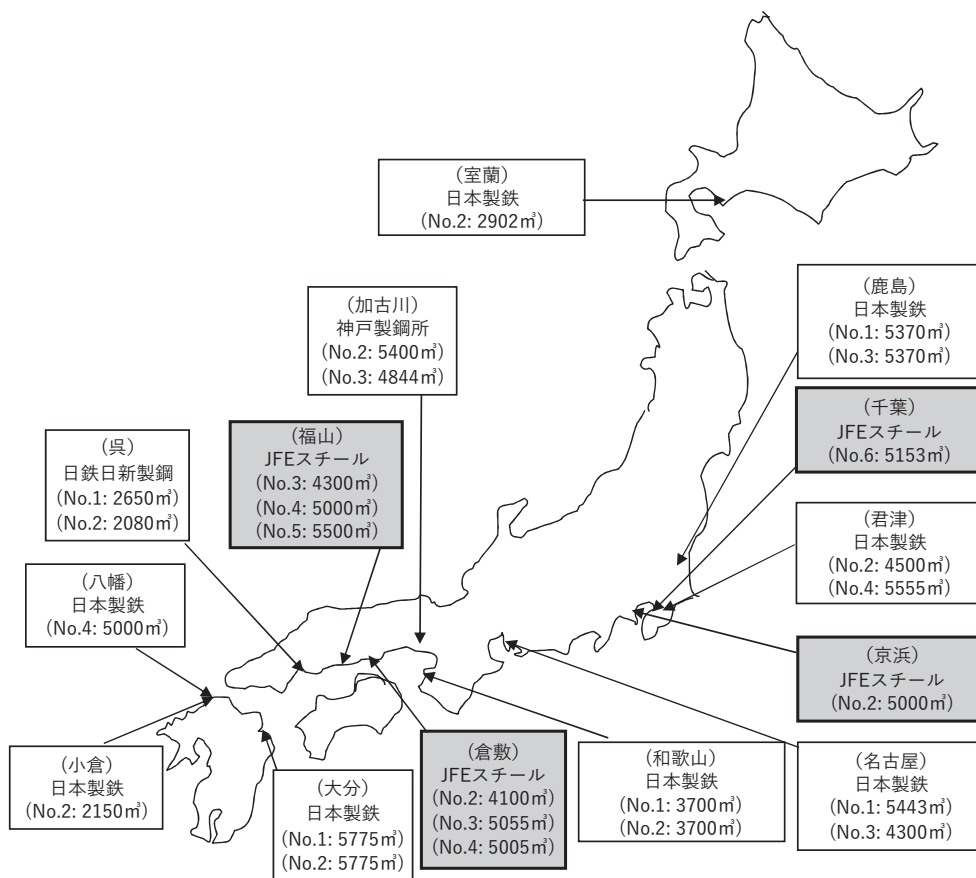 （室蘭）
日本製鉄
(No.2: 2902㎥)
（加古川）
神戸製鋼所
(No.2: 5400㎥)
(No.3: 4844㎥)
（鹿島）
日本製鉄
(No.1: 5370㎥)
(No.3: 5370㎥)
（千葉）
JFEスチール
(No.6: 5153㎥)
（福山）
JFEスチール
(No.3: 4300㎥)
(No.4: 5000㎥)
(No.5: 5500㎥)
（呉）
日鉄日新製鋼
(No.1: 2650㎥)
(No.2: 2080㎥)
（君津）
日本製鉄
(No.2: 4500㎥)
(No.4: 5555㎥)
（八幡）
日本製鉄
(No.4: 5000㎥)
（京浜）
JFEスチール
(No.2: 5000㎥)
（小倉）
日本製鉄
(No.2: 2150㎥)
（大分）
日本製鉄
(No.1: 5775㎥)
(No.2: 5775㎥)
（倉敷）
JFEスチール
(No.2: 4100㎥)
(No.3: 5055㎥)
(No.4: 5005㎥)
（和歌山）
日本製鉄
(No.1: 3700㎥)
(No.2: 3700㎥)
（名古屋）
日本製鉄
(No.1: 5443㎥)
(No.3: 4300㎥)